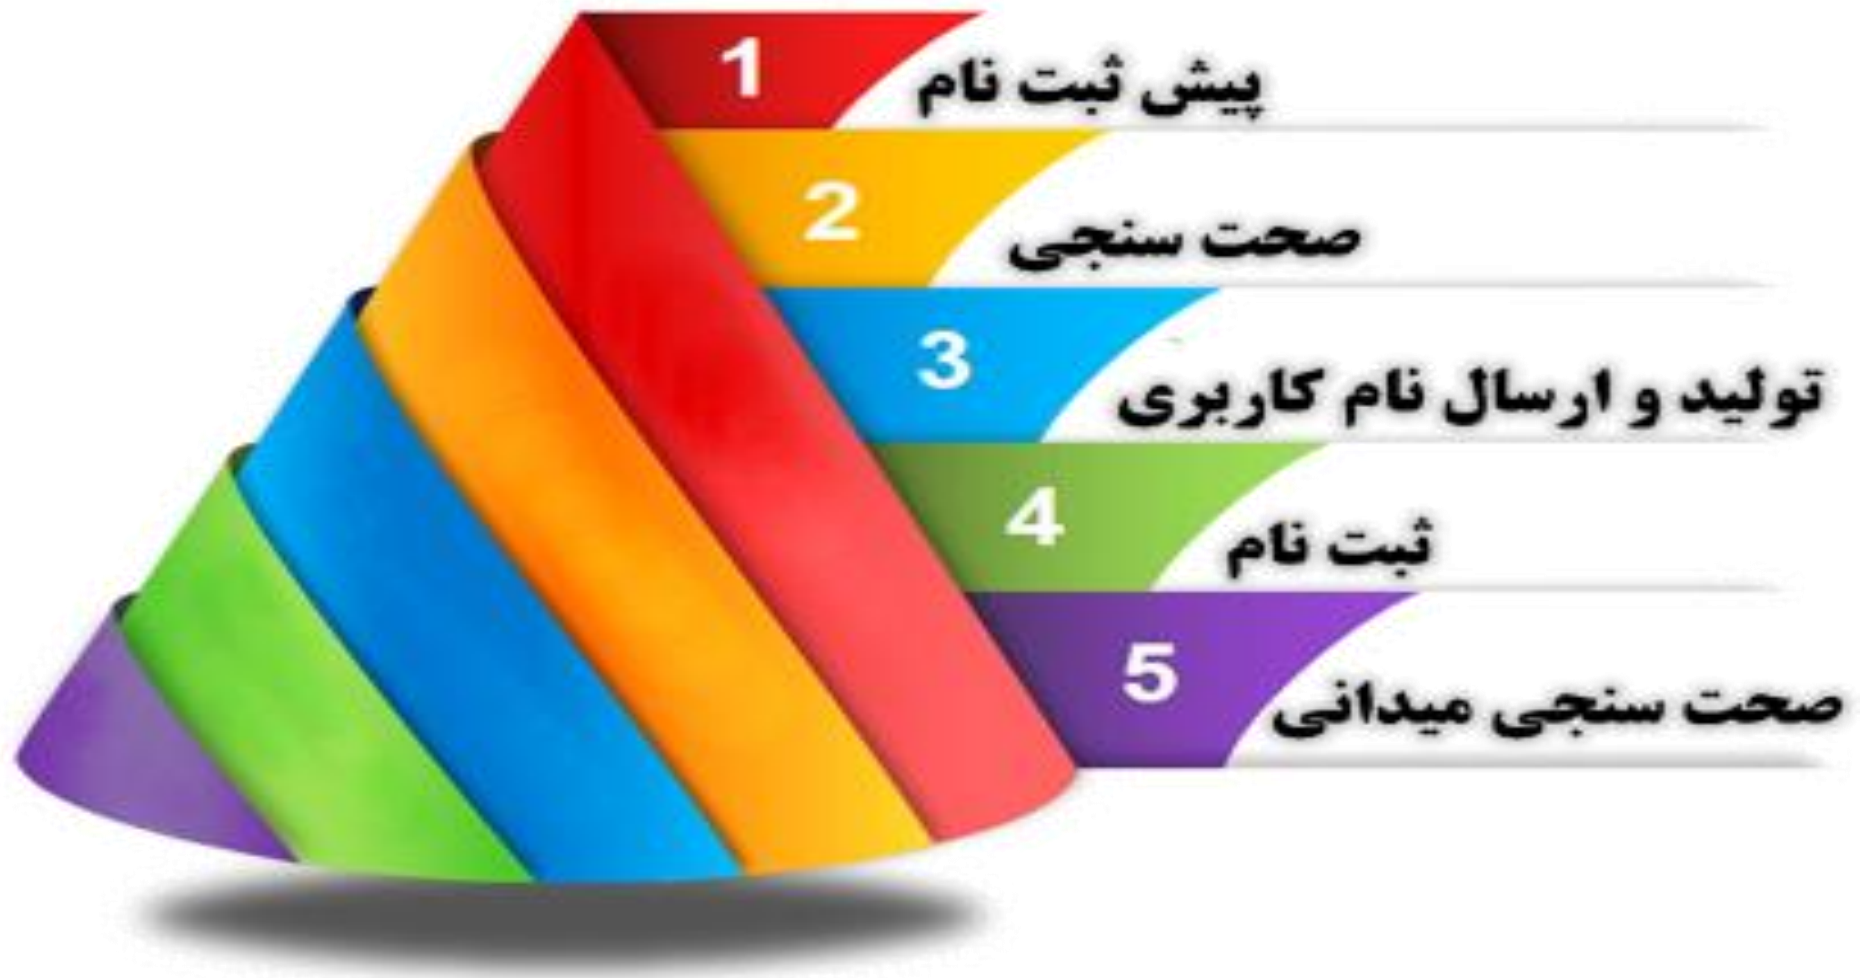 1 پیش ثبت نام
2 صحت سنجی
3 تولید و ارسال نام کاربری
4 ثبت نام
5 صحت سنجی میدانی